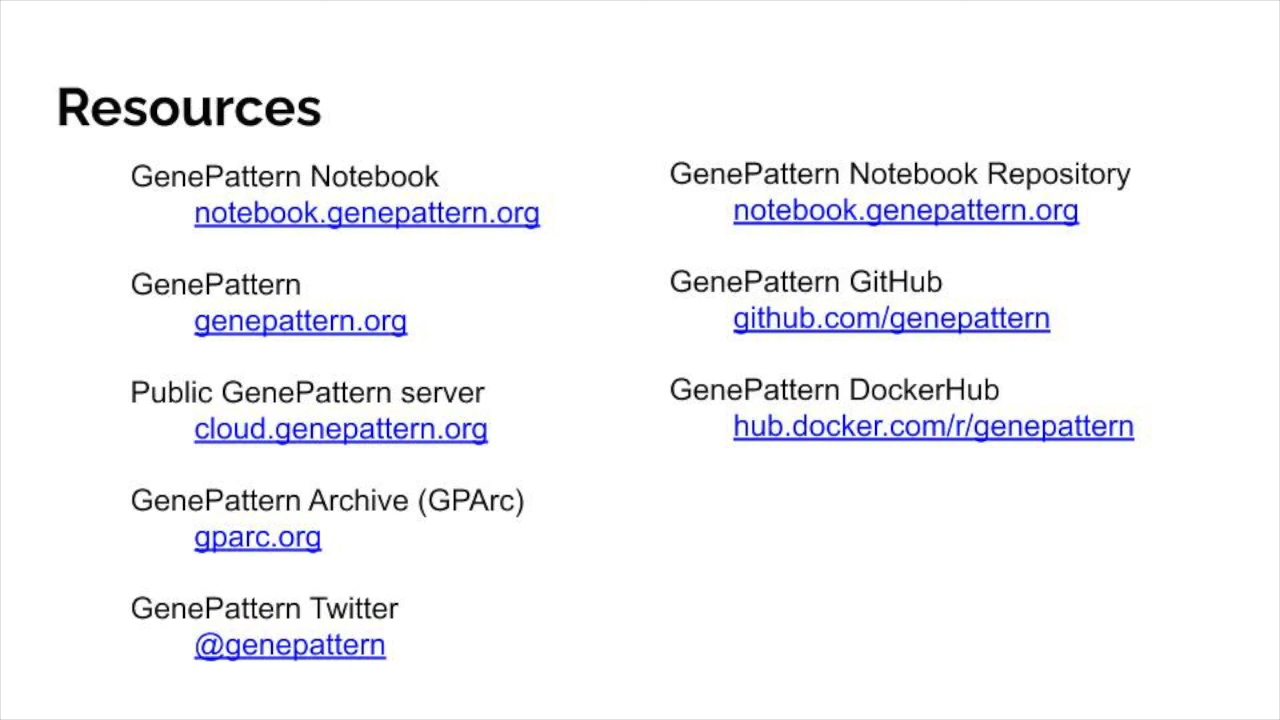 Resources
GenePattern Notebook
notebook.genepattern.org
GenePattern
genepattern.org
Public GenePattern server
cloud.genepattern.org
GenePattern Archive (GPArc)
gparc.org
GenePattern Twitter
@genepattern
GenePattern Notebook Repository
notebook.genepattern.org
GenePattern GitHub
github.com/genepattern
GenePattern DockerHub
hub.docker.com/r/genepattern